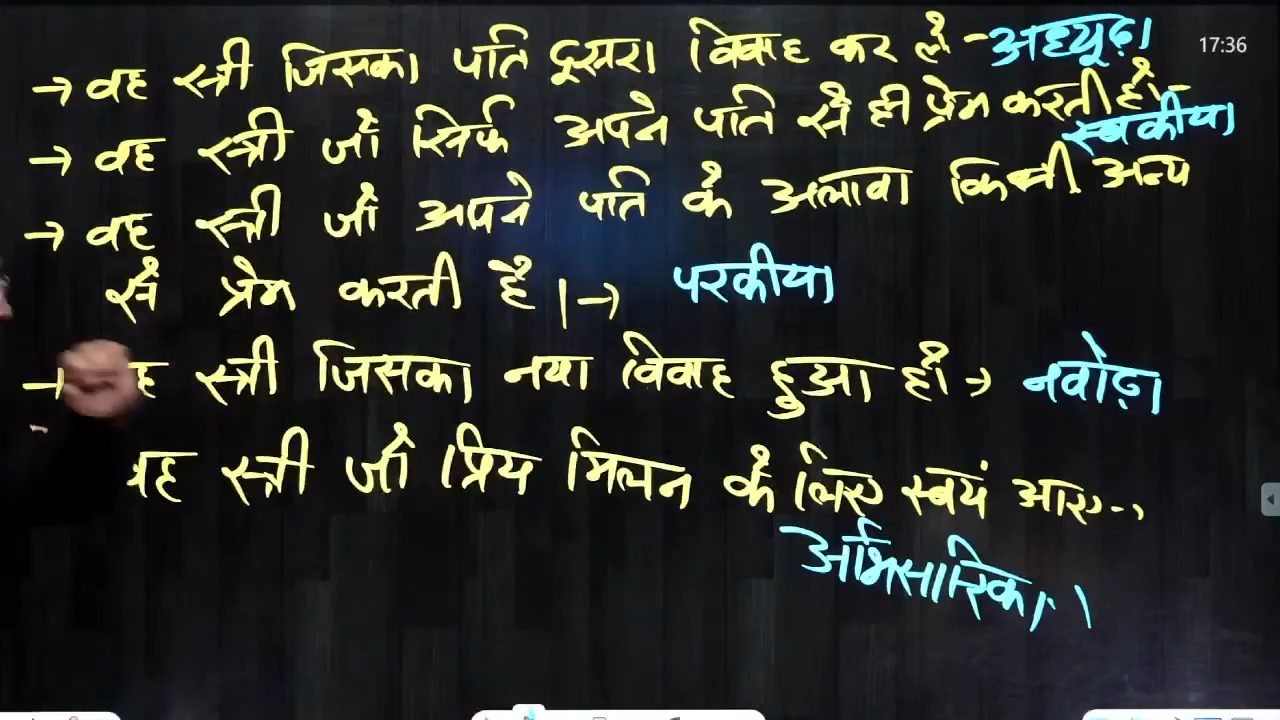 → वह स्त्री जिसका पति दूसरा विवाह कर ले - अध्यूढ़ा
17:36
→ वह स्त्री जो सिर्फ अपने पति से ही प्रेम करती हो। -
स्वकीया
→ वह स्त्री जो अपने पति के अलावा किसी अन्य
से प्रेम करती है। → परकीया
→ ह स्त्री जिसका नया विवाह हुआ हो → नवोढ़ा
वह स्त्री जो प्रिय मिलन के लिए स्वयं आए -,
अभिसारिका।